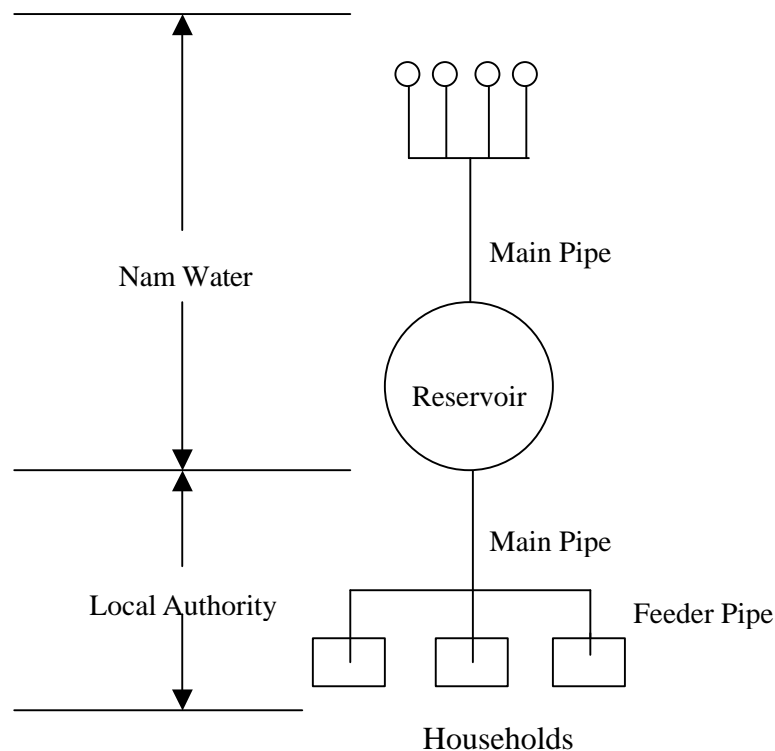 Main Pipe
Nam Water
Reservoir
Main Pipe
Local Authority
Feeder Pipe
Households